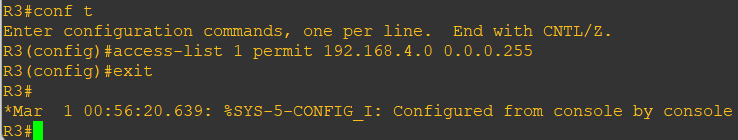 R3#conf t
Enter configuration commands, one per line.  End with CNTL/Z.
R3(config)#access-list 1 permit 192.168.4.0 0.0.0.255
R3(config)#exit
R3#
*Mar  1 00:56:20.639: %SYS-5-CONFIG_I: Configured from console by console
R3#